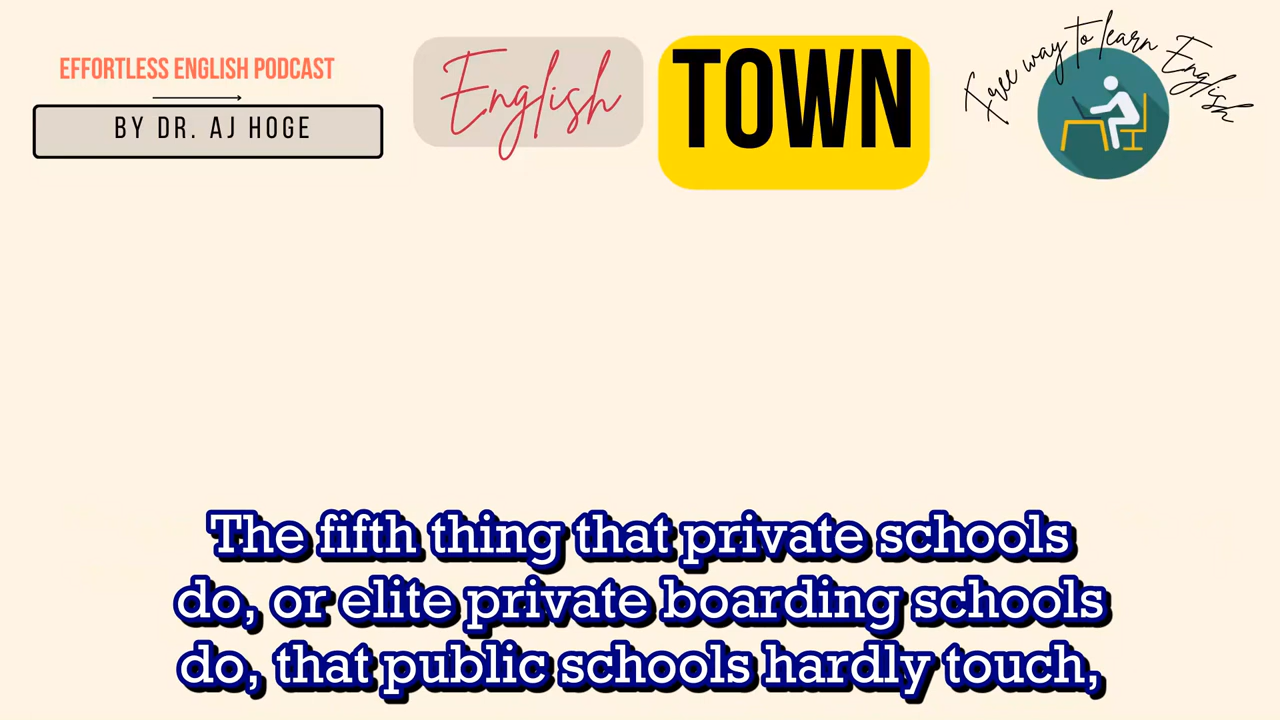 EFFORTLESS ENGLISH PODCAST
BY DR. AJ HOGE
English
TOWN
Free way to learn English
The fifth thing that private schools
do, or elite private boarding schools
do, that public schools hardly touch,